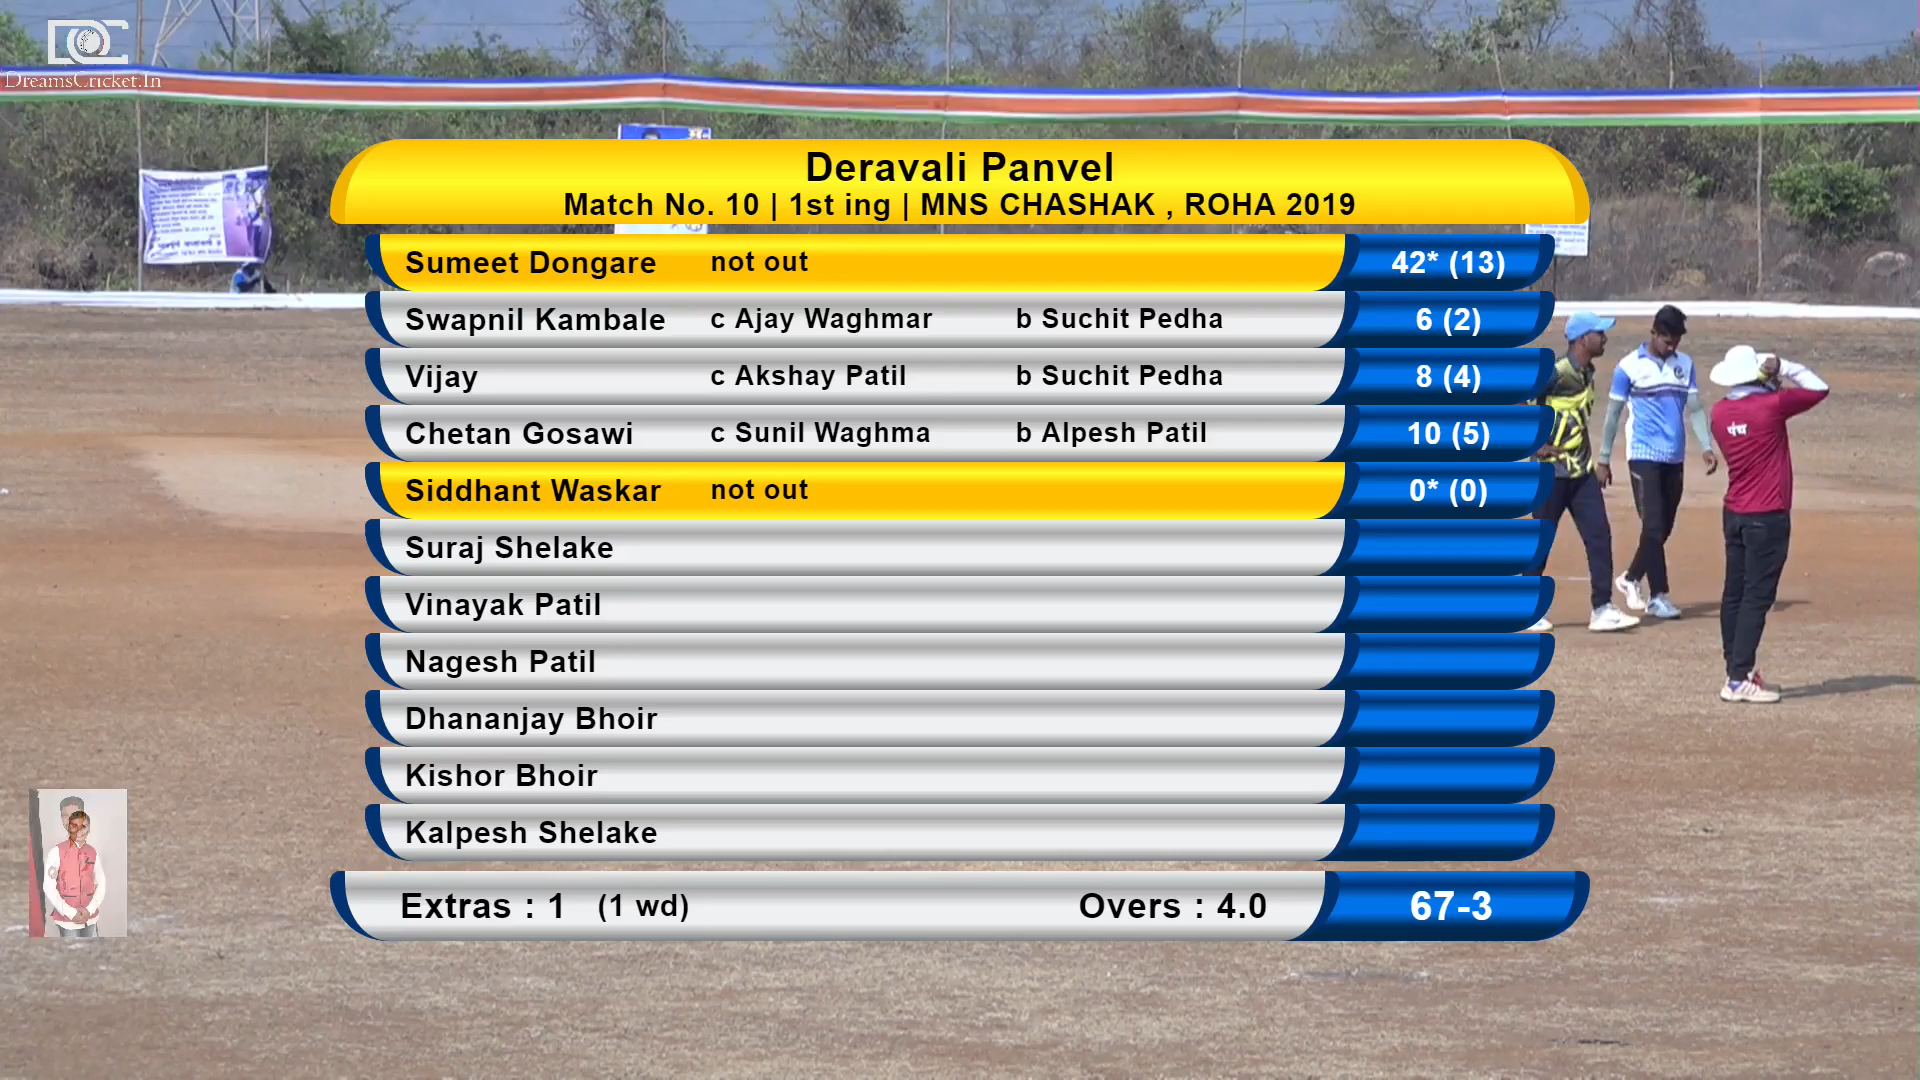 DC
DreamsCricket.In
Deravali Panvel
Match No. 10 | 1st ing | MNS CHASHAK , ROHA 2019
Sumeet Dongare not out 42* (13)
Swapnil Kambale c Ajay Waghmar b Suchit Pedha 6 (2)
Vijay c Akshay Patil b Suchit Pedha 8 (4)
Chetan Gosawi c Sunil Waghma b Alpesh Patil 10 (5)
Siddhant Waskar not out 0* (0)
Suraj Shelake
Vinayak Patil
Nagesh Patil
Dhananjay Bhoir
Kishor Bhoir
Kalpesh Shelake
Extras : 1 (1 wd) Overs : 4.0 67-3
पंच